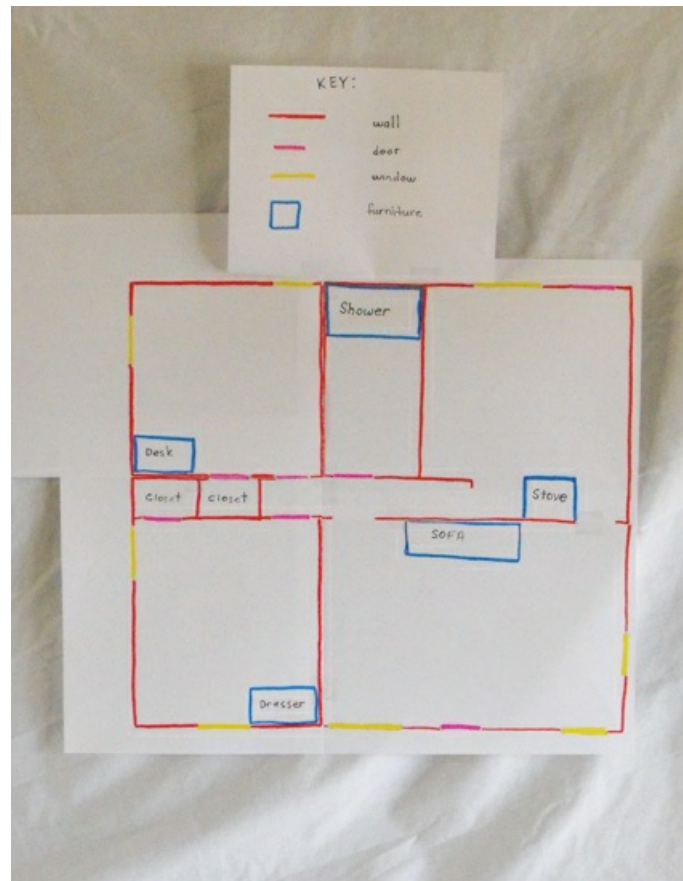 KEY:
wall
door
window
furniture
Shower
Desk
closet closet
Stove
SOFA
Dresser